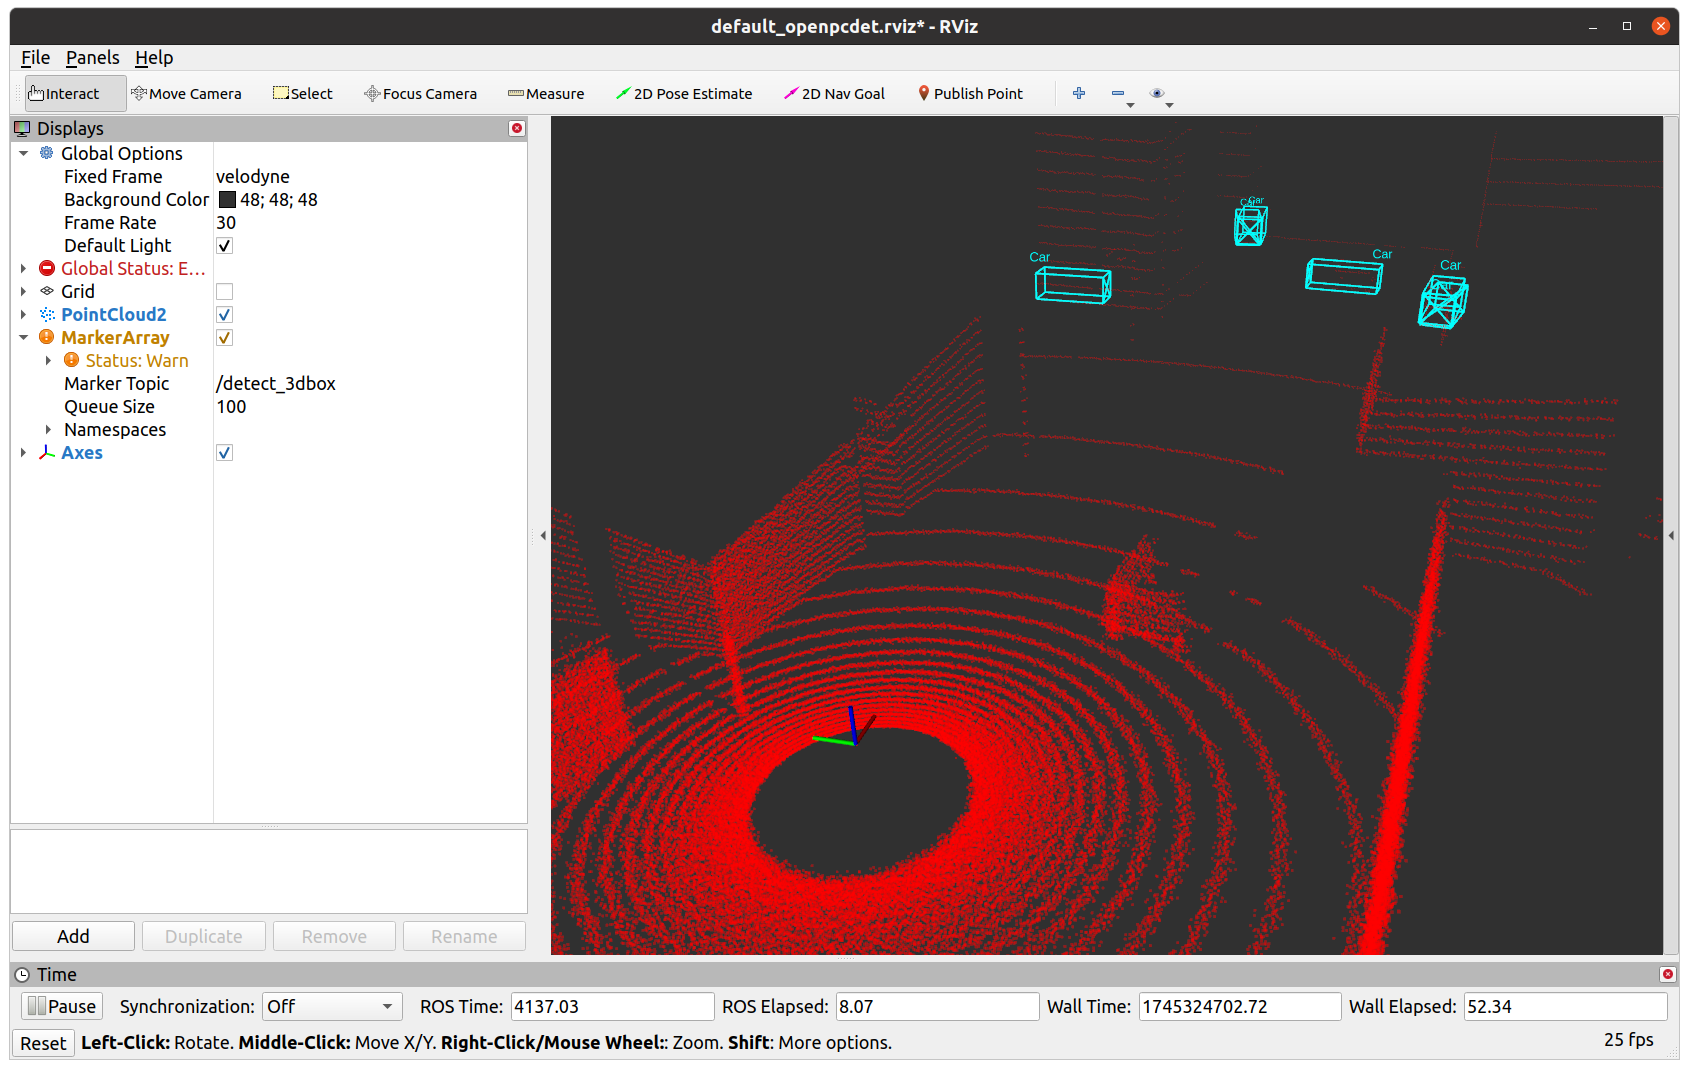 default_openpcdet.rviz* - RViz
File Panels Help
Interact Move Camera Select Focus Camera Measure 2D Pose Estimate 2D Nav Goal Publish Point
Displays
Global Options
Fixed Frame velodyne
Background Color 48; 48; 48
Frame Rate 30
Default Light
Global Status: E...
Grid
PointCloud2
MarkerArray
Status: Warn
Marker Topic /detect_3dbox
Queue Size 100
Namespaces
Axes
Car
Car
Car
Car
Add Duplicate Remove Rename
Time
Pause Synchronization: Off ROS Time: 4137.03 ROS Elapsed: 8.07 Wall Time: 1745324702.72 Wall Elapsed: 52.34
Reset Left-Click: Rotate. Middle-Click: Move X/Y. Right-Click/Mouse Wheel:: Zoom. Shift: More options. 25 fps